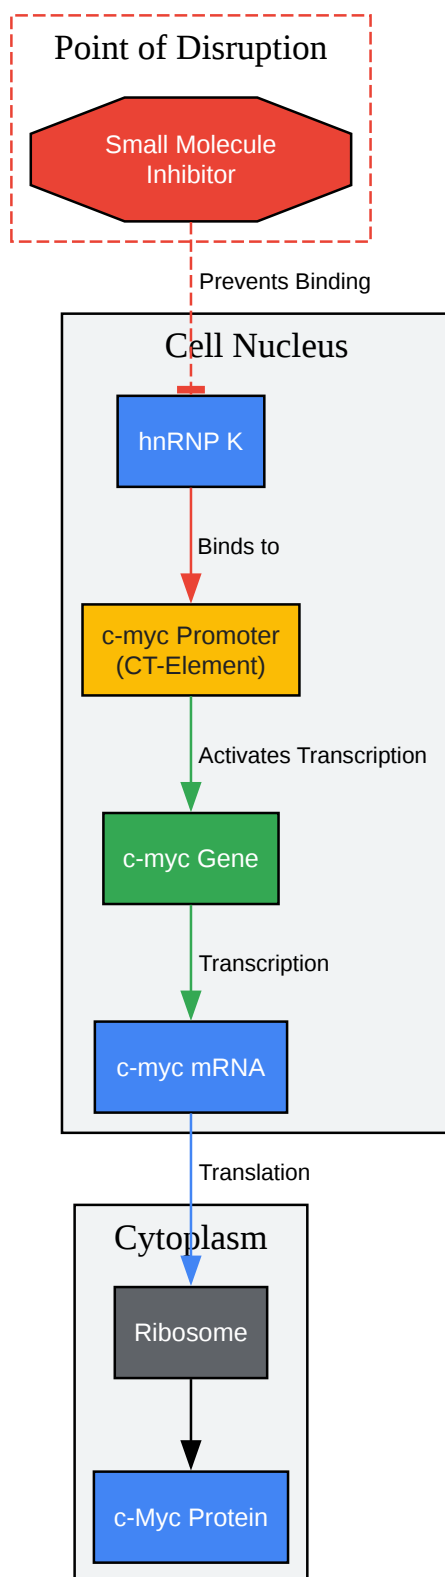 Point of Disruption
Small Molecule
Inhibitor
Prevents Binding
Cell Nucleus
hnRNP K
Binds to
c-myc Promoter
(CT-Element)
Activates Transcription
c-myc Gene
Transcription
c-myc mRNA
Translation
Cytoplasm
Ribosome
c-Myc Protein